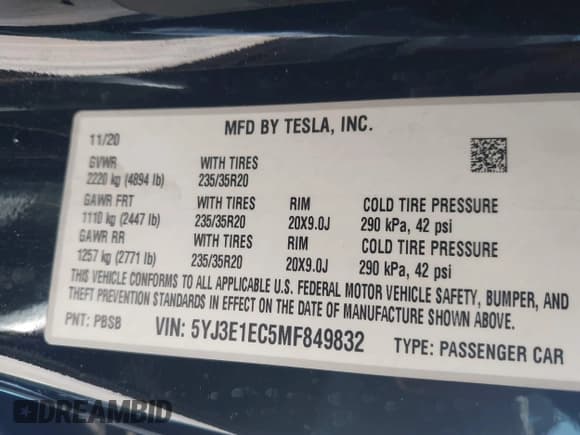 MFD BY TESLA, INC.
11/20
GVWR WITH TIRES
2220 kg (4894 lb) 235/35R20
GAWR FRT WITH TIRES RIM COLD TIRE PRESSURE
1110 kg (2447 lb) 235/35R20 20X9.0J 290 kPa, 42 psi
GAWR RR WITH TIRES RIM COLD TIRE PRESSURE
1257 kg (2771 lb) 235/35R20 20X9.0J 290 kPa, 42 psi
THIS VEHICLE CONFORMS TO ALL APPLICABLE U.S. FEDERAL MOTOR VEHICLE SAFETY, BUMPER, AND
THEFT PREVENTION STANDARDS IN EFFECT ON THE DATE OF MANUFACTURE SHOWN ABOVE.
PNT: PBSB VIN: 5YJ3E1EC5MF849832 TYPE: PASSENGER CAR
DREAMBID